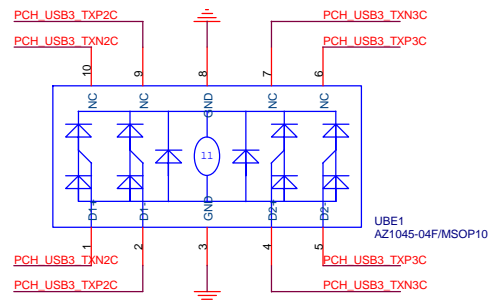 PCH_USB3_TXP2C
PCH_USB3_TXN3C
PCH_USB3_TXN2C
PCH_USB3_TXP3C
10 9 8 7 6
NC NC GND NC NC
11
D1+ D1- GND D2+ D2-
UBE1
AZ1045-04F/MSOP10
1 2 3 4 5
PCH_USB3_TXN2C
PCH_USB3_TXP3C
PCH_USB3_TXP2C
PCH_USB3_TXN3C